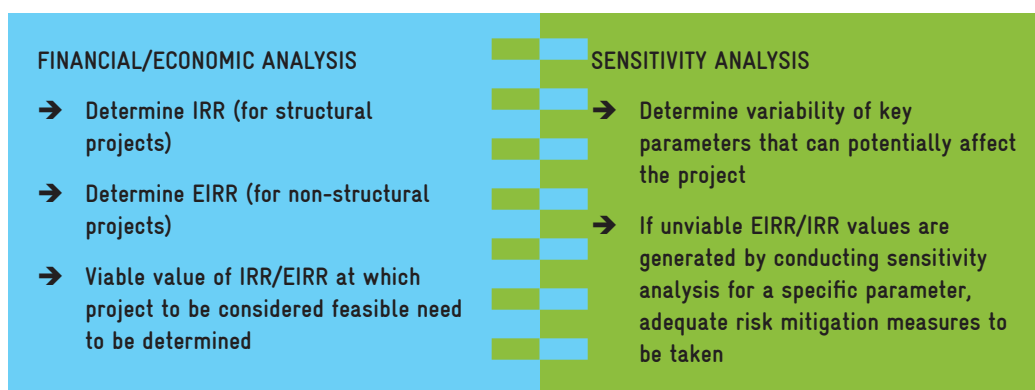 FINANCIAL/ECONOMIC ANALYSIS
➔ Determine IRR (for structural
projects)
➔ Determine EIRR (for non-structural
projects)
➔ Viable value of IRR/EIRR at which
project to be considered feasible need
to be determined
SENSITIVITY ANALYSIS
➔ Determine variability of key
parameters that can potentially affect
the project
➔ If unviable EIRR/IRR values are
generated by conducting sensitivity
analysis for a specific parameter,
adequate risk mitigation measures to
be taken